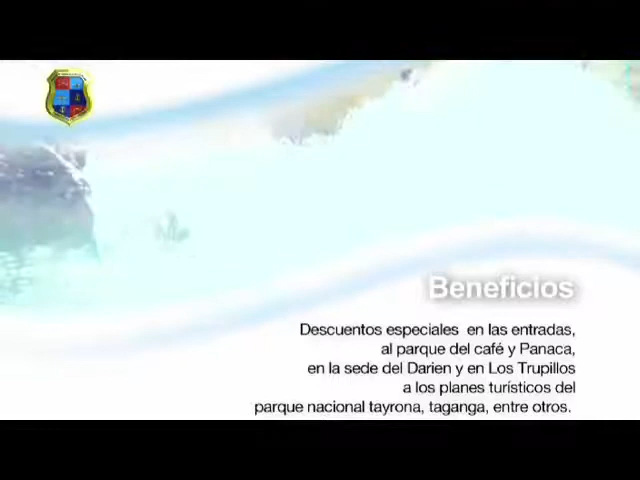 Beneficios
Descuentos especiales en las entradas,
al parque del café y Panaca,
en la sede del Darien y en Los Trupillos
a los planes turísticos del
parque nacional tayrona, taganga, entre otros.